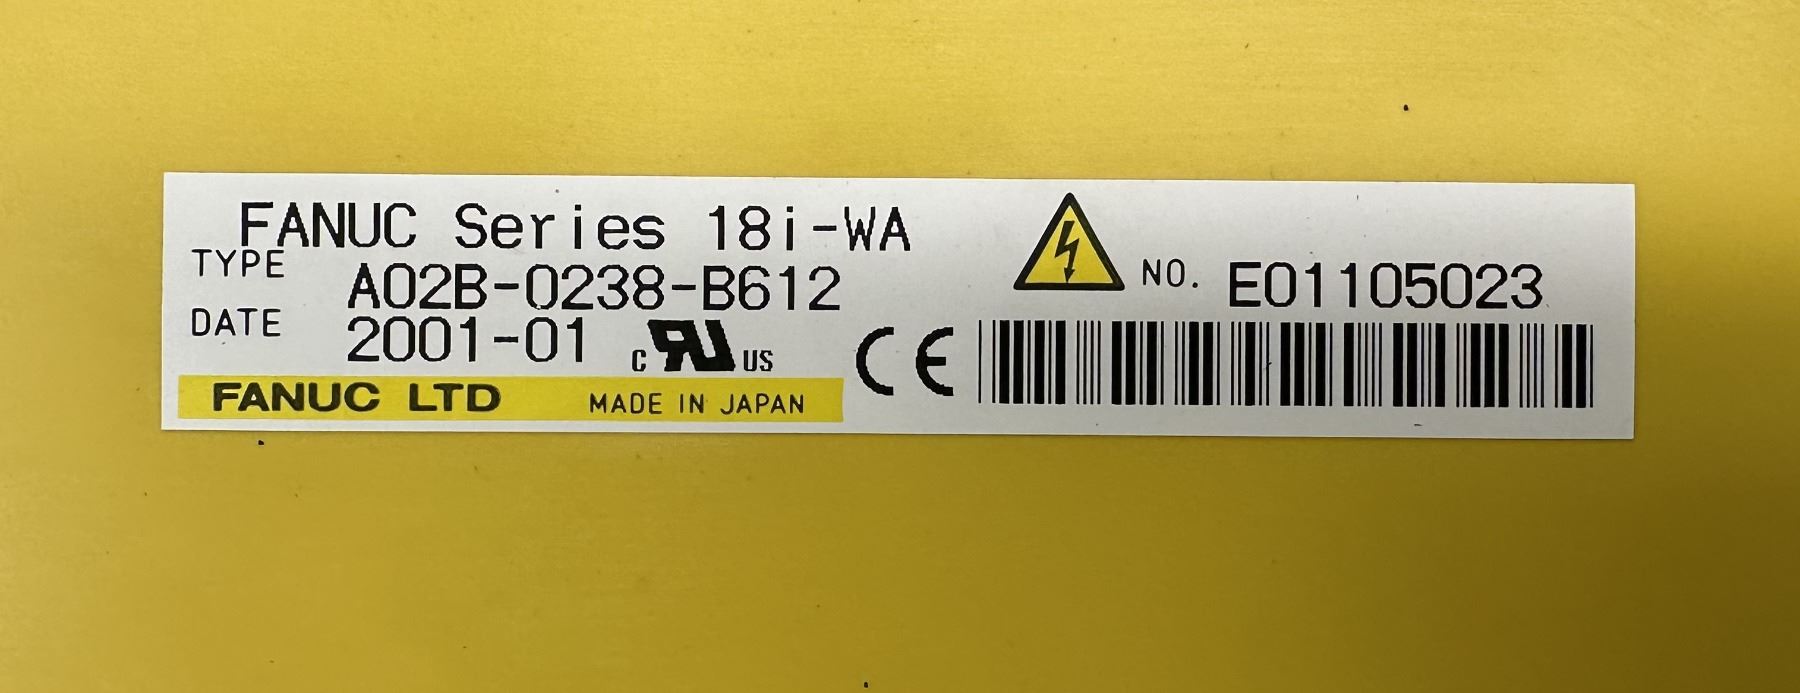 FANUC Series 18i-WA
TYPE A02B-0238-B612
DATE 2001-01
c RU US CE
FANUC LTD MADE IN JAPAN
NO. E01105023